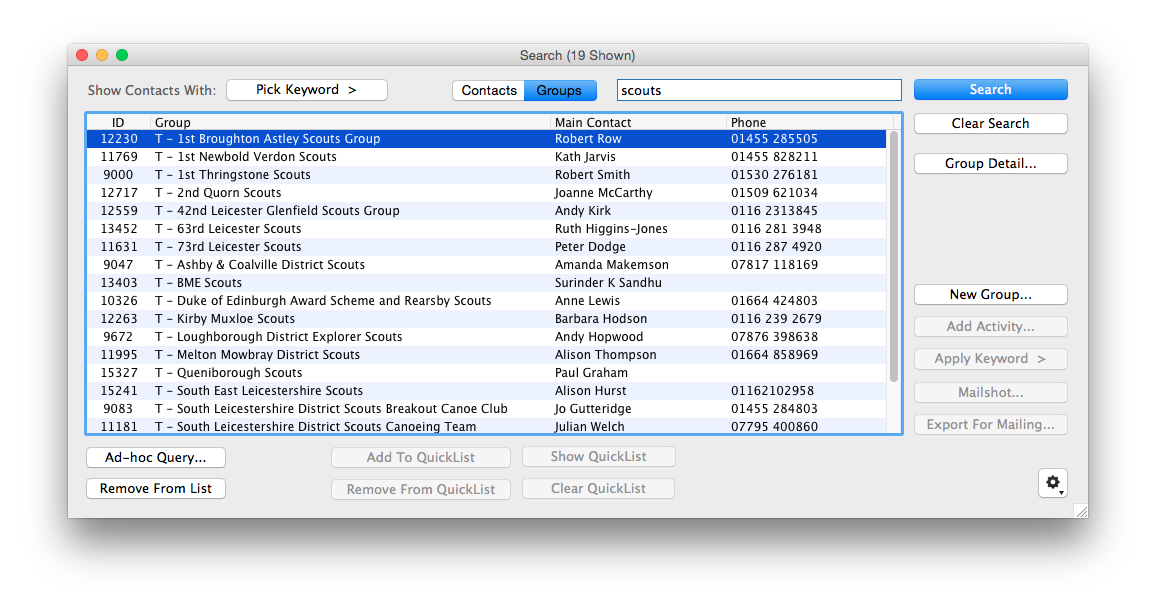 Search (19 Shown)
Show Contacts With: Pick Keyword > Contacts Groups scouts Search
ID Group Main Contact Phone Clear Search
12230 T – 1st Broughton Astley Scouts Group Robert Row 01455 285505
11769 T – 1st Newbold Verdon Scouts Kath Jarvis 01455 828211
9000 T – 1st Thringstone Scouts Robert Smith 01530 276181 Group Detail...
12717 T – 2nd Quorn Scouts Joanne McCarthy 01509 621034
12559 T – 42nd Leicester Glenfield Scouts Group Andy Kirk 0116 2313845
13452 T – 63rd Leicester Scouts Ruth Higgins-Jones 0116 281 3948
11631 T – 73rd Leicester Scouts Peter Dodge 0116 287 4920
9047 T – Ashby & Coalville District Scouts Amanda Makemson 07817 118169
13403 T – BME Scouts Surinder K Sandhu
10326 T – Duke of Edinburgh Award Scheme and Rearsby Scouts Anne Lewis 01664 424803 New Group...
12263 T – Kirby Muxloe Scouts Barbara Hodson 0116 239 2679
9672 T – Loughborough District Explorer Scouts Andy Hopwood 07876 398638 Add Activity...
11995 T – Melton Mowbray District Scouts Alison Thompson 01664 858969 Apply Keyword >
15327 T – Queniborough Scouts Paul Graham
15241 T – South East Leicestershire Scouts Alison Hurst 01162102958 Mailshot...
9083 T – South Leicestershire District Scouts Breakout Canoe Club Jo Gutteridge 01455 284803
11181 T – South Leicestershire District Scouts Canoeing Team Julian Welch 07795 400860 Export For Mailing...
Ad-hoc Query... Add To QuickList Show QuickList
Remove From List Remove From QuickList Clear QuickList